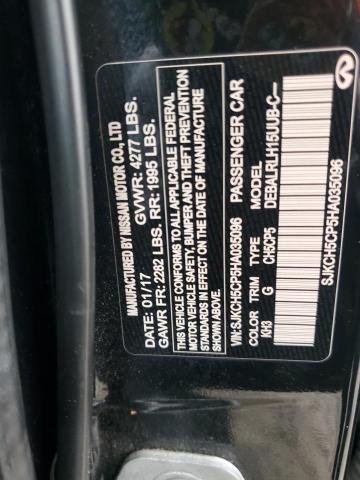 MANUFACTURED BY NISSAN MOTOR CO., LTD
DATE: 01/17 GVWR: 4277 LBS.
GAWR FR: 2282 LBS. RR: 1995 LBS.
THIS VEHICLE CONFORMS TO ALL APPLICABLE FEDERAL
MOTOR VEHICLE SAFETY, BUMPER AND THEFT PREVENTION
STANDARDS IN EFFECT ON THE DATE OF MANUFACTURE
SHOWN ABOVE.
VIN:SJKCH5CP5HA035096 PASSENGER CAR
COLOR TRIM TYPE MODEL
KH3 G CH5CP5 DEBALRLH15UUB-C---
SJKCH5CP5HA035096